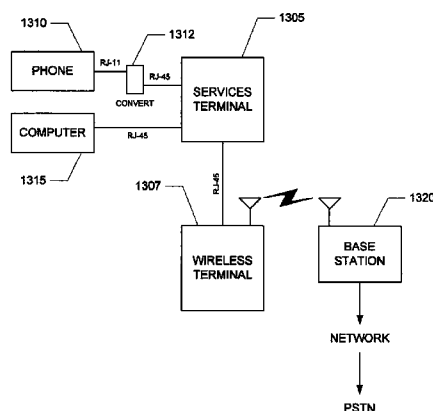 1310
1312
1305
PHONE
RJ-11
RJ-45
CONVERT
SERVICES
TERMINAL
COMPUTER
RJ-45
1315
RJ-45
1307
1320
WIRELESS
TERMINAL
BASE
STATION
NETWORK
PSTN